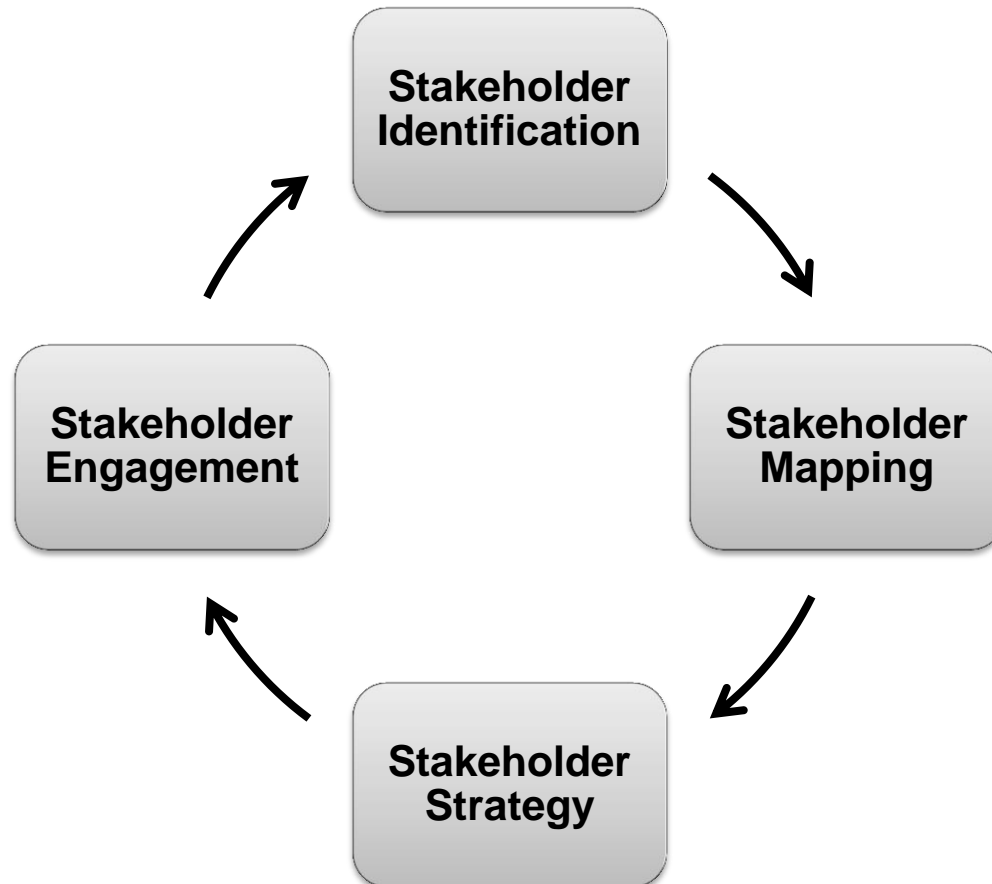 Stakeholder
Identification
Stakeholder
Mapping
Stakeholder
Strategy
Stakeholder
Engagement